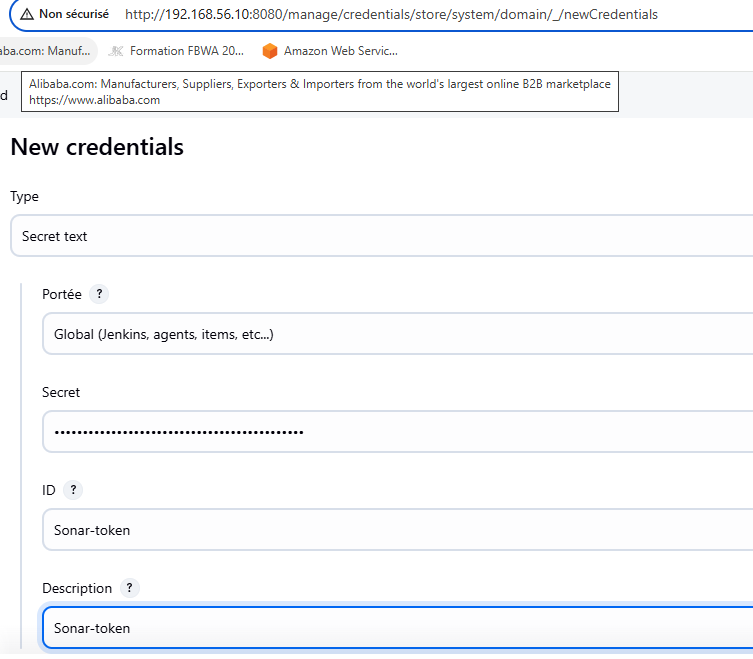 Non sécurisé http://192.168.56.10:8080/manage/credentials/store/system/domain/_/newCredentials
aba.com: Manuf... Formation FBWA 20... Amazon Web Servic...
d
Alibaba.com: Manufacturers, Suppliers, Exporters & Importers from the world's largest online B2B marketplace
https://www.alibaba.com
New credentials
Type
Secret text
Portée ?
Global (Jenkins, agents, items, etc...)
Secret
••••••••••••••••••••••••••••••••••••••••••••
ID ?
Sonar-token
Description ?
Sonar-token